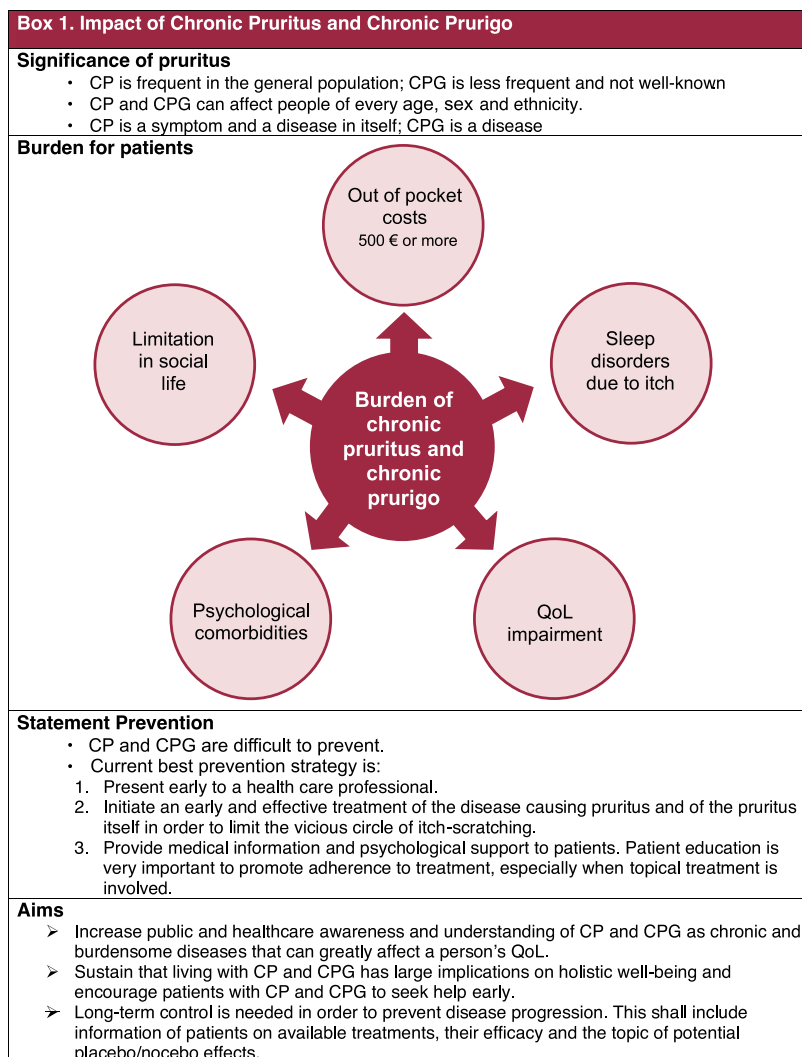 Box 1. Impact of Chronic Pruritus and Chronic Prurigo
Significance of pruritus
• CP is frequent in the general population; CPG is less frequent and not well-known
• CP and CPG can affect people of every age, sex and ethnicity.
• CP is a symptom and a disease in itself; CPG is a disease
Burden for patients
Out of pocket
costs
500 € or more
Limitation
in social
life
Sleep
disorders
due to itch
Burden of
chronic
pruritus and
chronic
prurigo
Psychological
comorbidities
QoL
impairment
Statement Prevention
• CP and CPG are difficult to prevent.
• Current best prevention strategy is:
1. Present early to a health care professional.
2. Initiate an early and effective treatment of the disease causing pruritus and of the pruritus
itself in order to limit the vicious circle of itch-scratching.
3. Provide medical information and psychological support to patients. Patient education is
very important to promote adherence to treatment, especially when topical treatment is
involved.
Aims
➢ Increase public and healthcare awareness and understanding of CP and CPG as chronic and
burdensome diseases that can greatly affect a person's QoL.
➢ Sustain that living with CP and CPG has large implications on holistic well-being and
encourage patients with CP and CPG to seek help early.
➢ Long-term control is needed in order to prevent disease progression. This shall include
information of patients on available treatments, their efficacy and the topic of potential
placebo/nocebo effects.